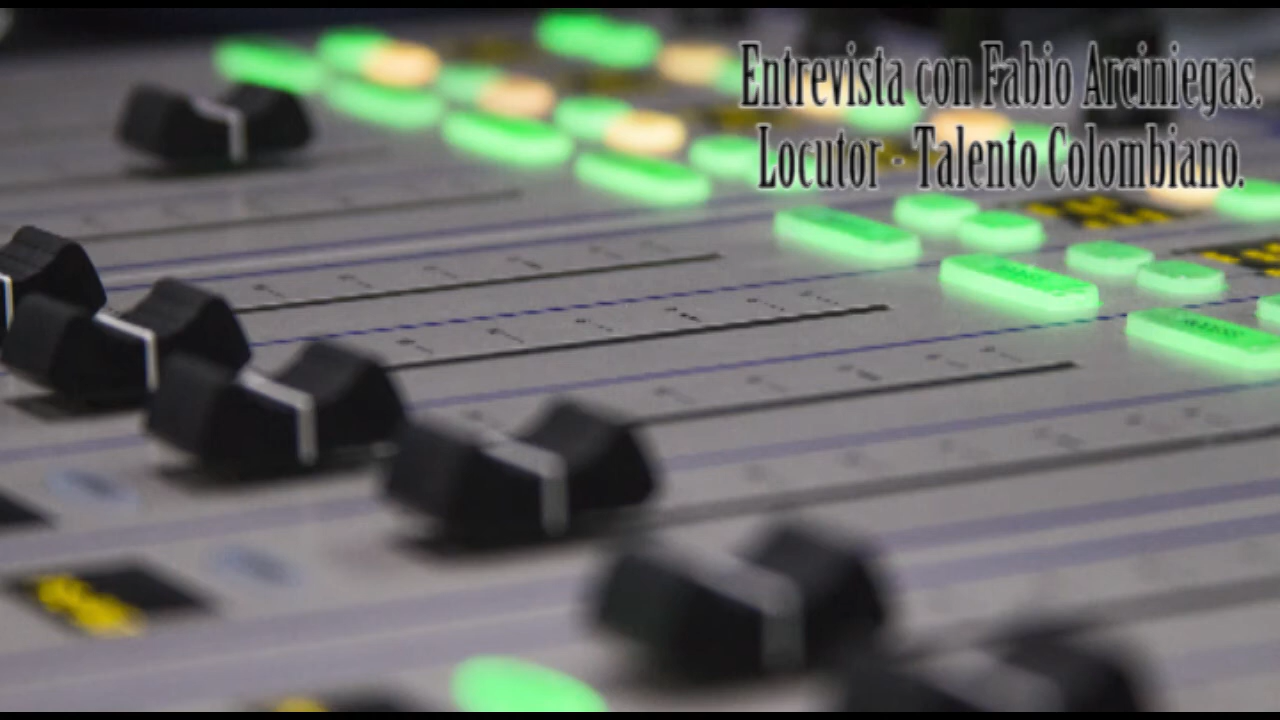 Entrevista con Fabio Arciniegas.
Locutor - Talento Colombiano.